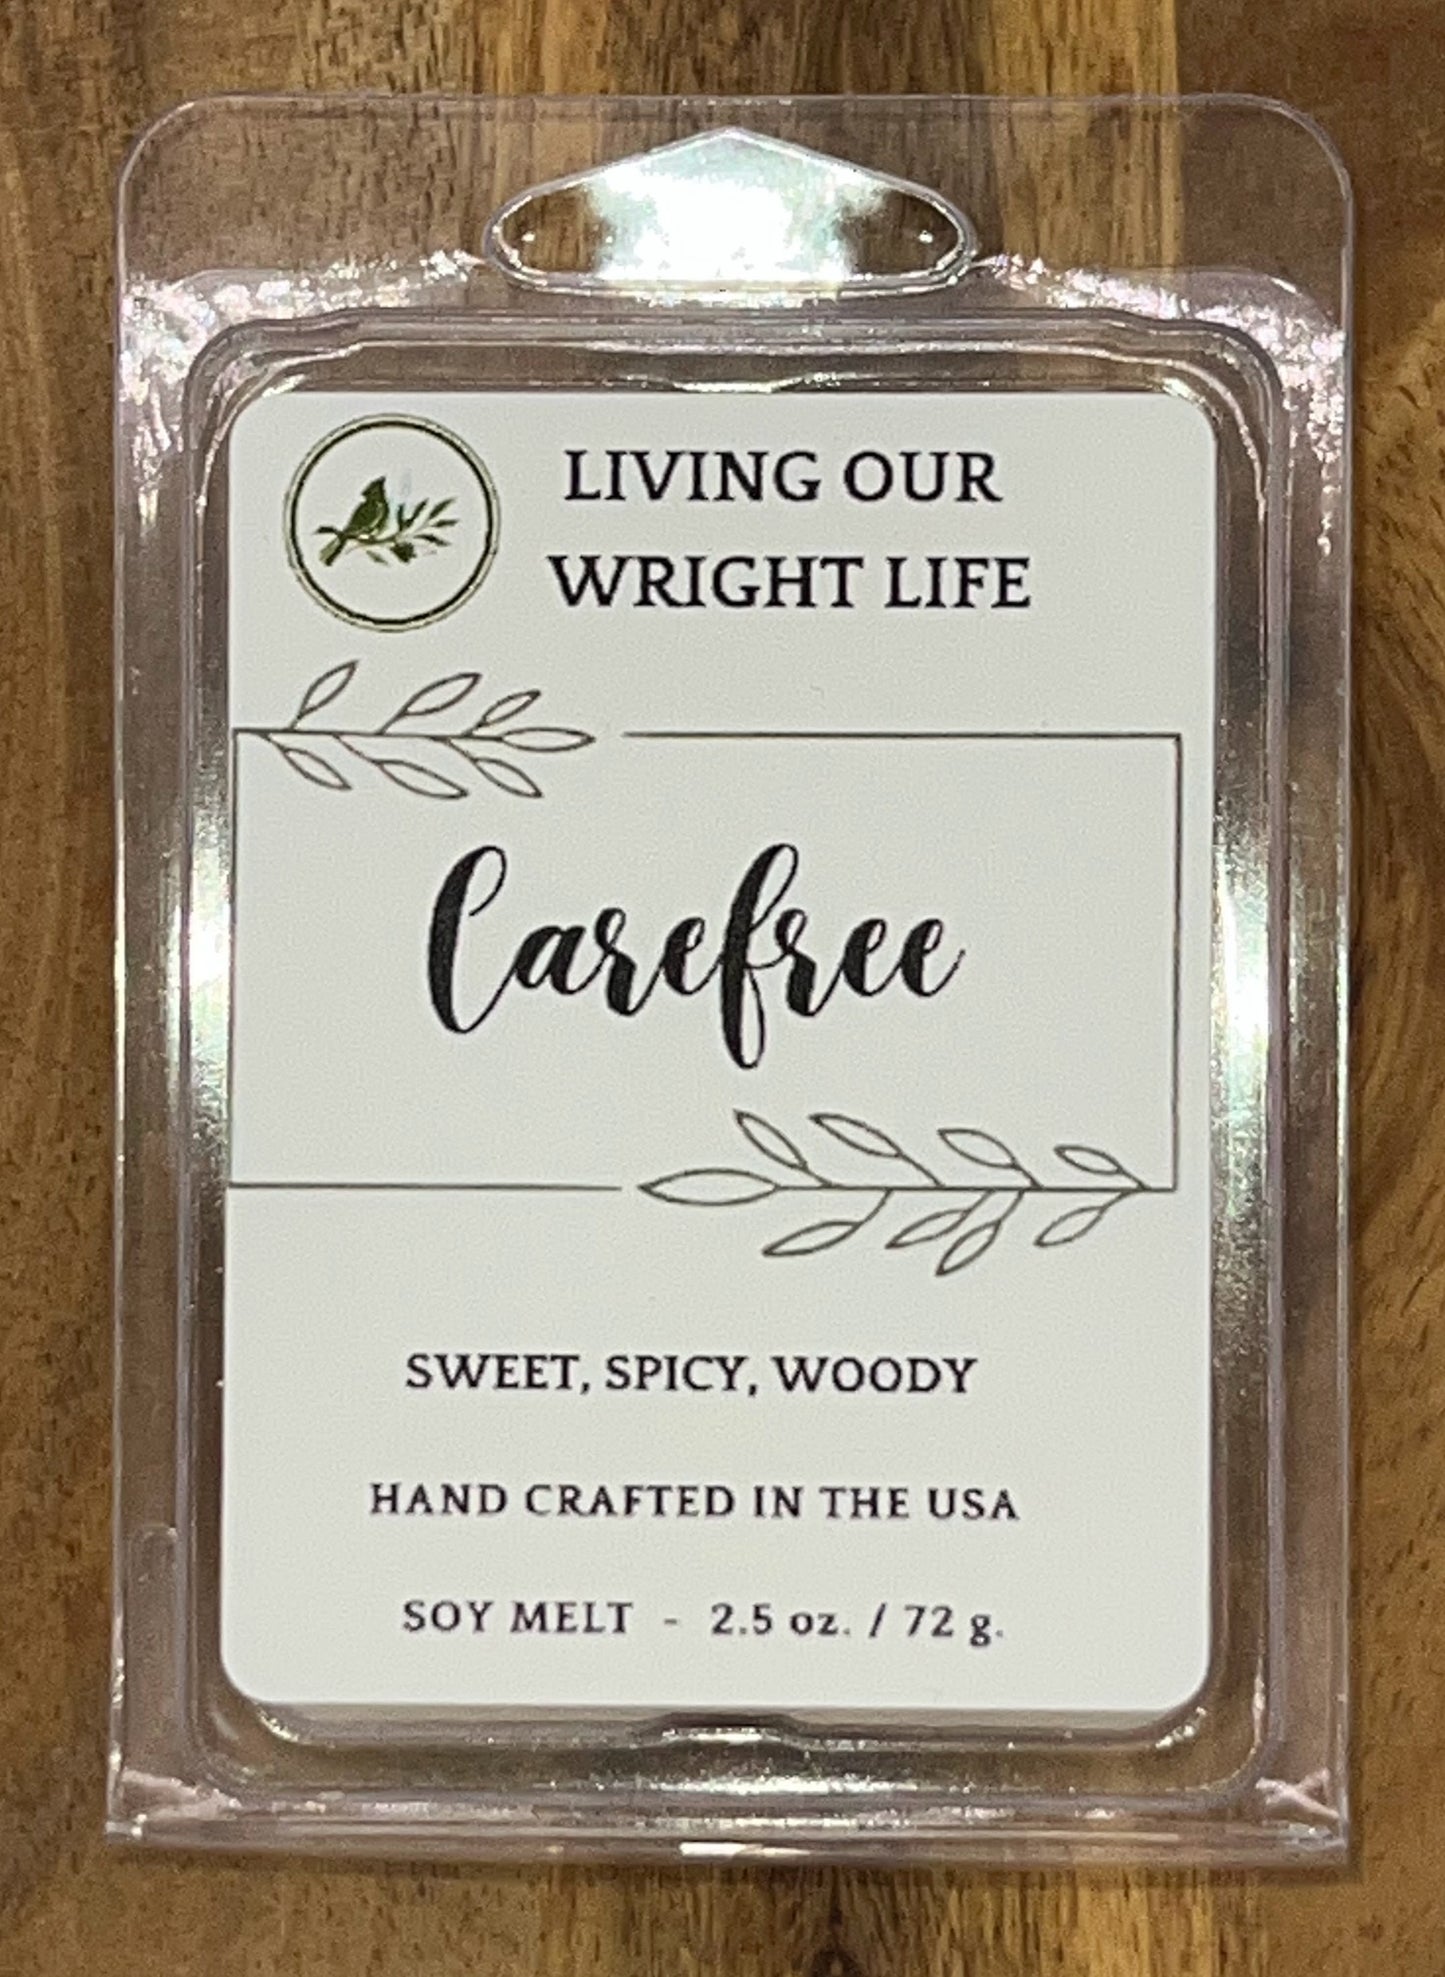 LIVING OUR
WRIGHT LIFE
Carefree
SWEET, SPICY, WOODY
HAND CRAFTED IN THE USA
SOY MELT - 2.5 oz. / 72 g.